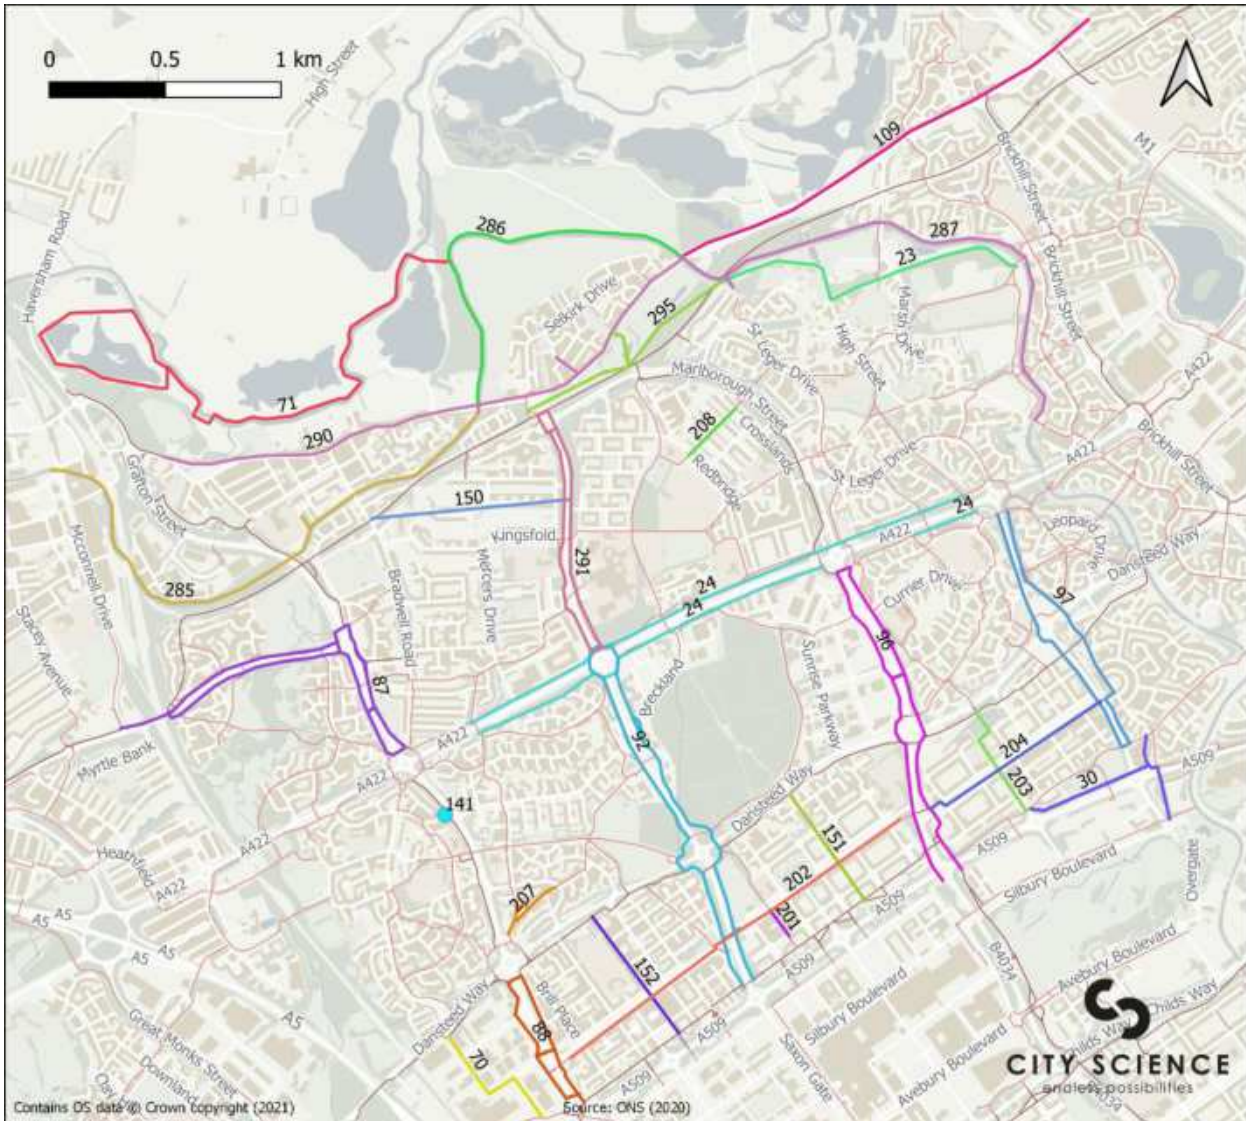 0 0.5 1 km
High Street
109
M1
Brickhill Street
Haversham Road
286
287
23
Brickhill Street
Selkirk Drive
295
Marsh Drive
High Street
St Leger Drive
A422
Marlborough Street
71
290
208
Crosslands
Redbridge
St Leger Drive
Brickhill Street
A422
Grafton Street
150
24
A422
Leopard Drive
Dansteed Way
Mcconnell Drive
Mercers Drive
291
285
Bradwell Road
24
24
Currier Drive
97
Stacey Avenue
96
87
Breckland
Sunrise Parkway
A422
92
Myrtle Bank
A422
204
A509
30
203
141
Dansteed Way
151
A509
Heathfield
A422
202
Silbury Boulevard
Overgate
A5
A5
207
201
A509
152
A509
B4034
Avebury Boulevard
Dansteed Way
Brill Place
88
A509
Silbury Boulevard
Childs Way
Great Monks Street
A5
70
Saxon Gate
Avebury Boulevard
Childs Way
CITY SCIENCE
endless possibilities
Downland
A509
B4034
Contains OS data © Crown copyright (2021)
Source: ONS (2020)